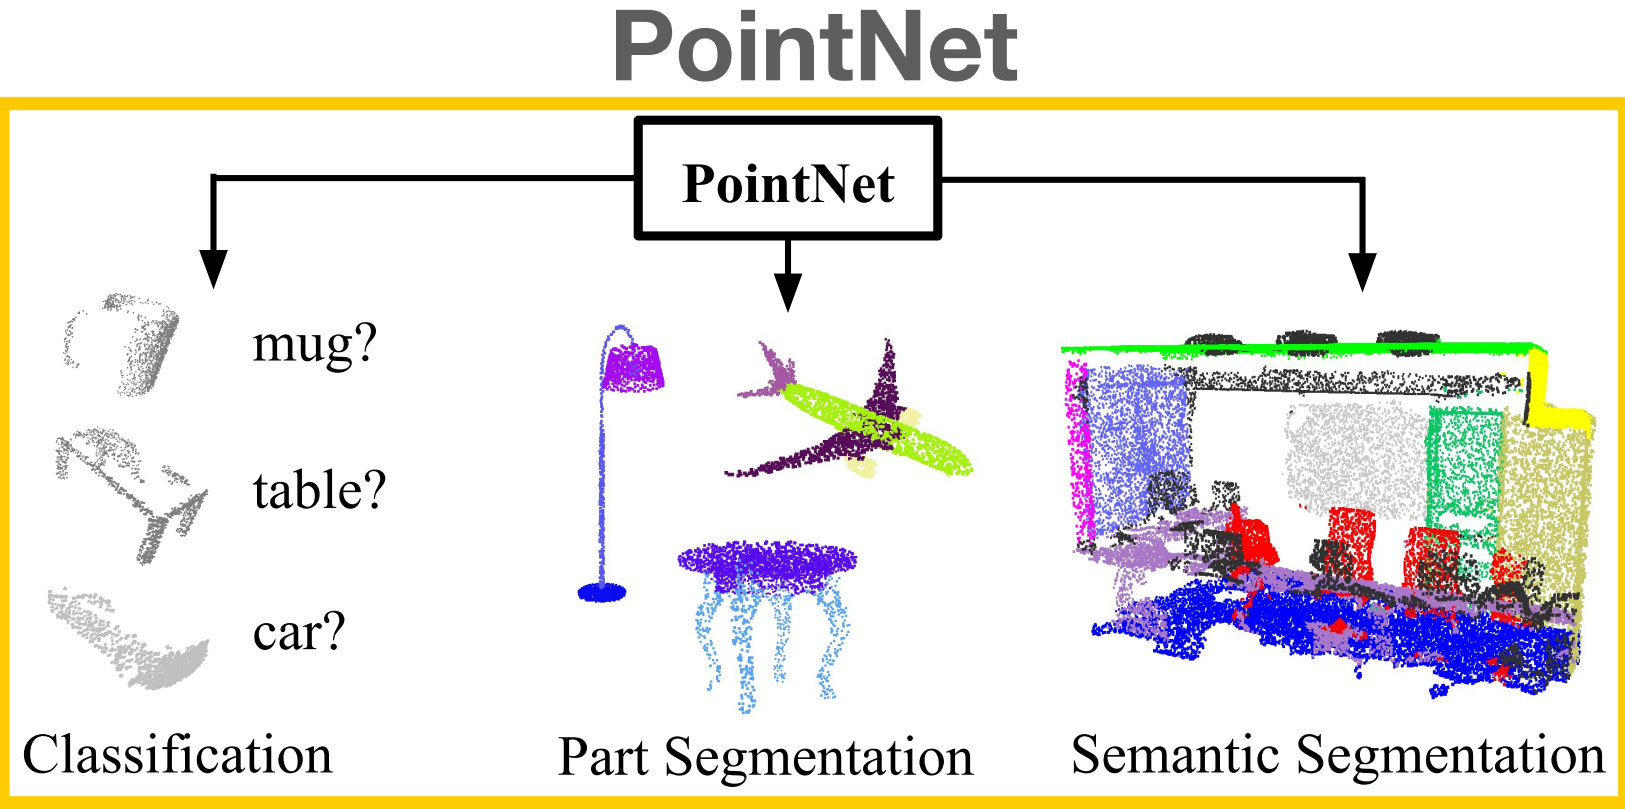 PointNet
PointNet
mug?
table?
car?
Classification
Part Segmentation
Semantic Segmentation